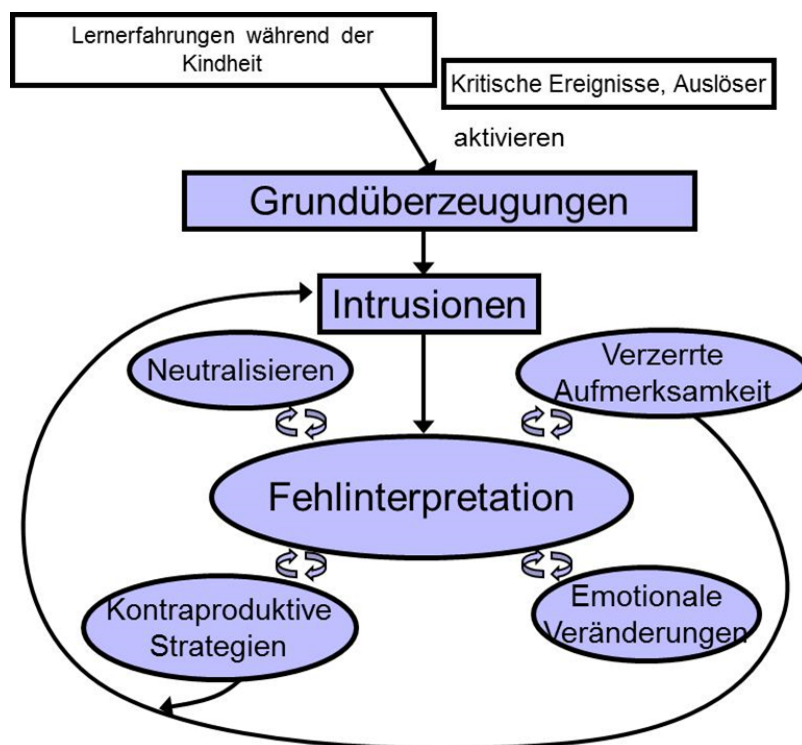 Lernerfahrungen während der
Kindheit
Kritische Ereignisse, Auslöser
aktivieren
Grundüberzeugungen
Intrusionen
Neutralisieren
Verzerrte
Aufmerksamkeit
Fehlinterpretation
Kontraproduktive
Strategien
Emotionale
Veränderungen